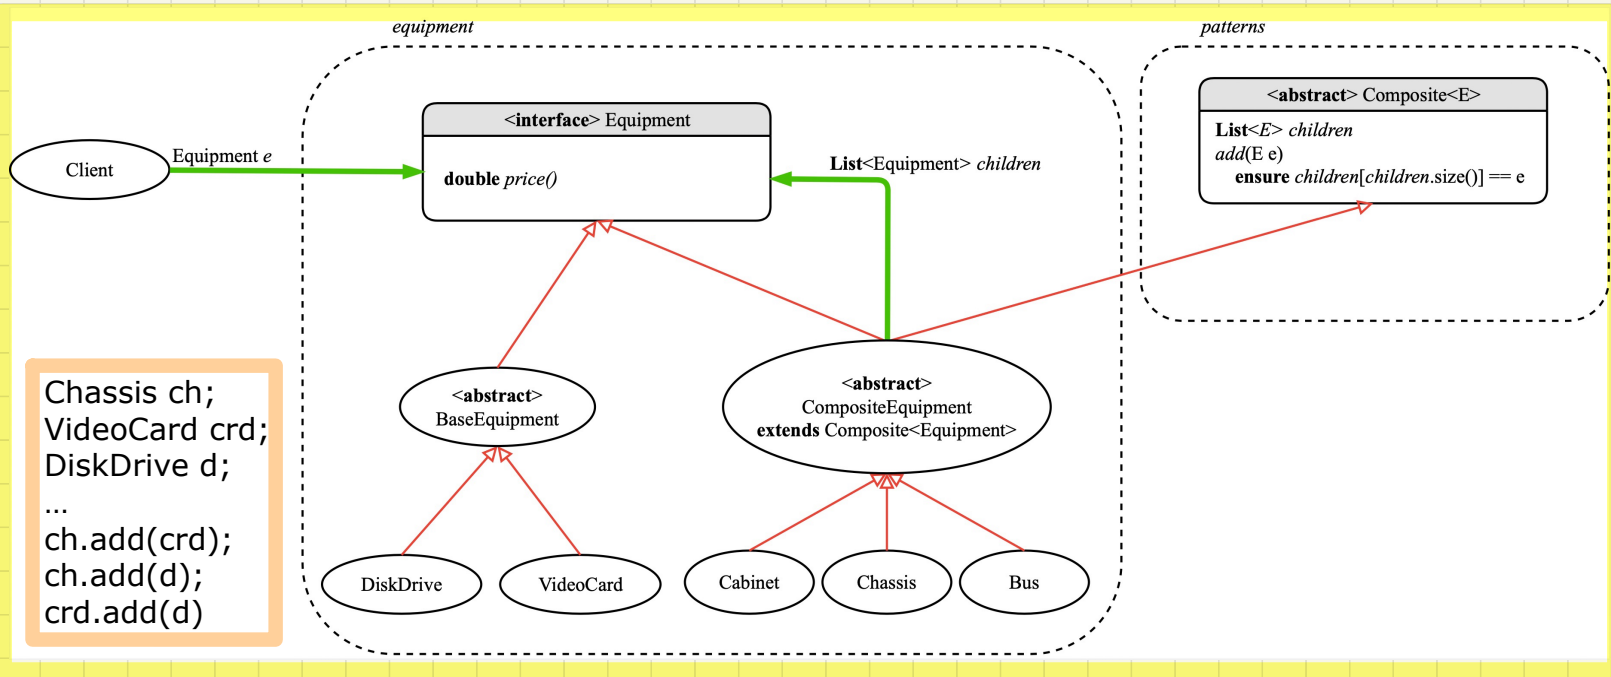 equipment
patterns
<interface> Equipment
double price()
<abstract> Composite<E>
List<E> children
add(E e)
ensure children[children.size()] == e
Client
Equipment e
List<Equipment> children
<abstract>
BaseEquipment
<abstract>
CompositeEquipment
extends Composite<Equipment>
DiskDrive
VideoCard
Cabinet
Chassis
Bus
Chassis ch;
VideoCard crd;
DiskDrive d;
...
ch.add(crd);
ch.add(d);
crd.add(d)